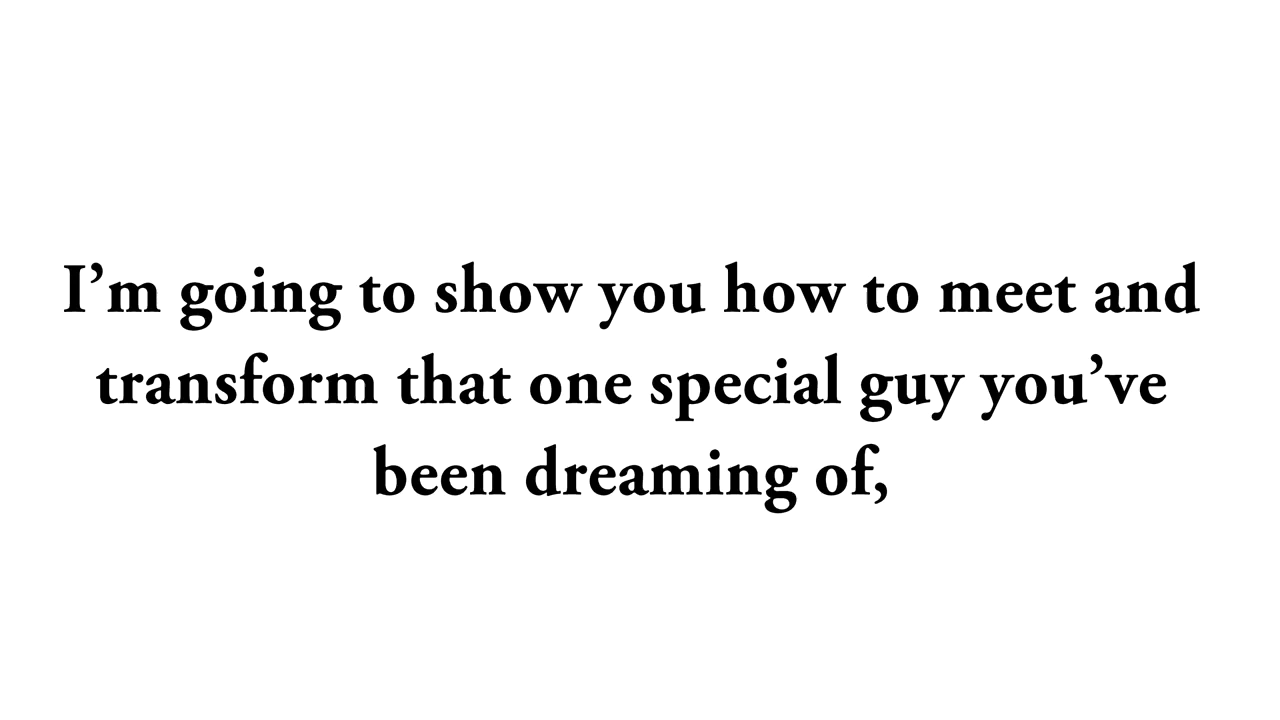 I’m going to show you how to meet and
transform that one special guy you’ve
been dreaming of,